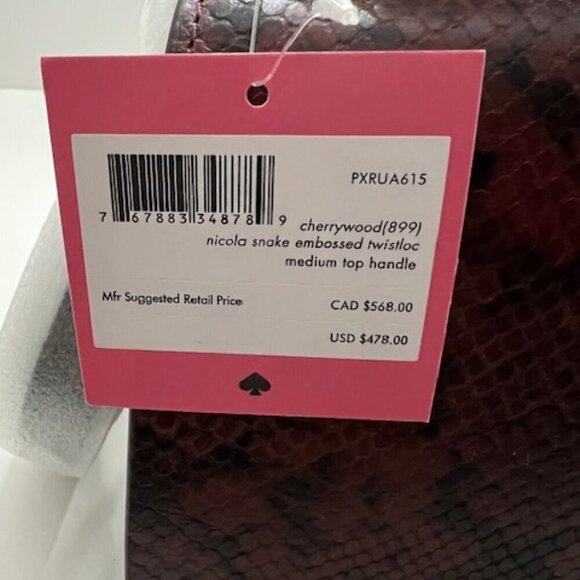 PXRUA615
7 67883 34878 9
cherrywood(899)
nicola snake embossed twistloc
medium top handle
Mfr Suggested Retail Price CAD $568.00
USD $478.00